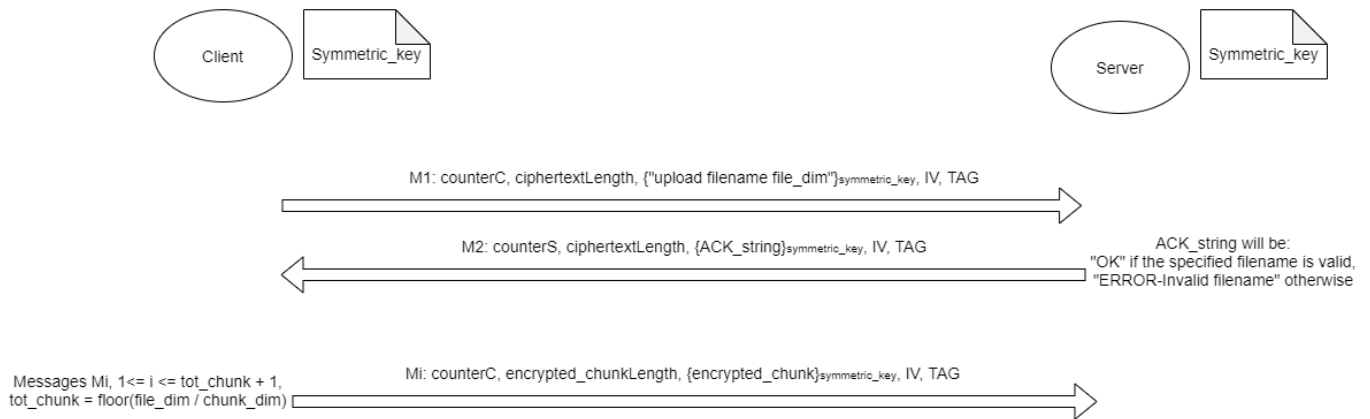 Client
Symmetric_key
Server
Symmetric_key
M1: counterC, ciphertextLength, {"upload filename file_dim"}symmetric_key, IV, TAG
M2: counterS, ciphertextLength, {ACK_string}symmetric_key, IV, TAG
ACK_string will be:
"OK" if the specified filename is valid,
"ERROR-Invalid filename" otherwise
Messages Mi, 1<= i <= tot_chunk + 1,
tot_chunk = floor(file_dim / chunk_dim)
Mi: counterC, encrypted_chunkLength, {encrypted_chunk}symmetric_key, IV, TAG